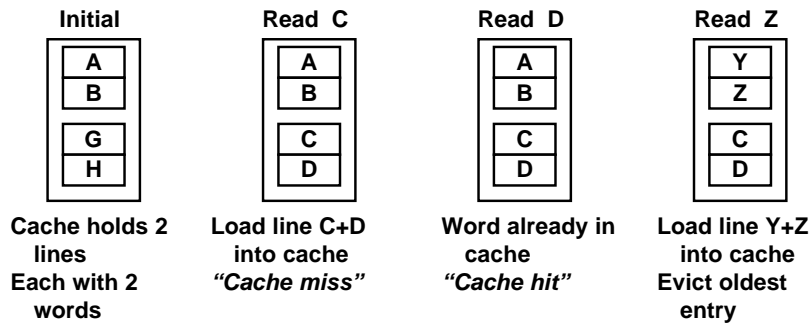 Initial
A
B
G
H
Cache holds 2
lines
Each with 2
words
Read C
A
B
C
D
Load line C+D
into cache
“Cache miss”
Read D
A
B
C
D
Word already in
cache
“Cache hit”
Read Z
Y
Z
C
D
Load line Y+Z
into cache
Evict oldest
entry